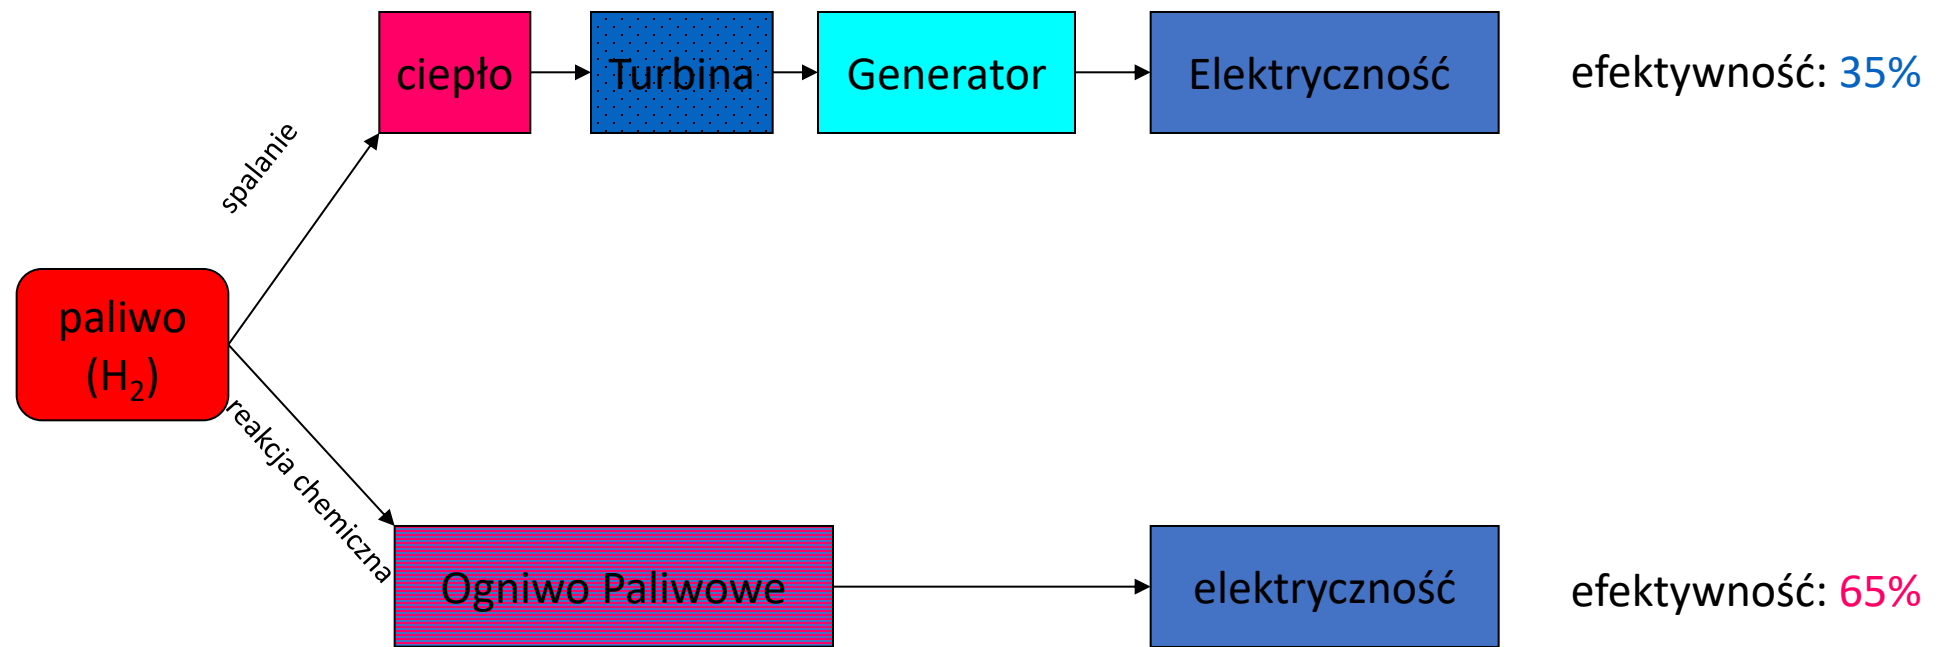 ciepło
Turbina
Generator
Elektryczność
efektywność: 35%
spalanie
paliwo
(H₂)
reakcja chemiczna
Ogniwo Paliwowe
elektryczność
efektywność: 65%